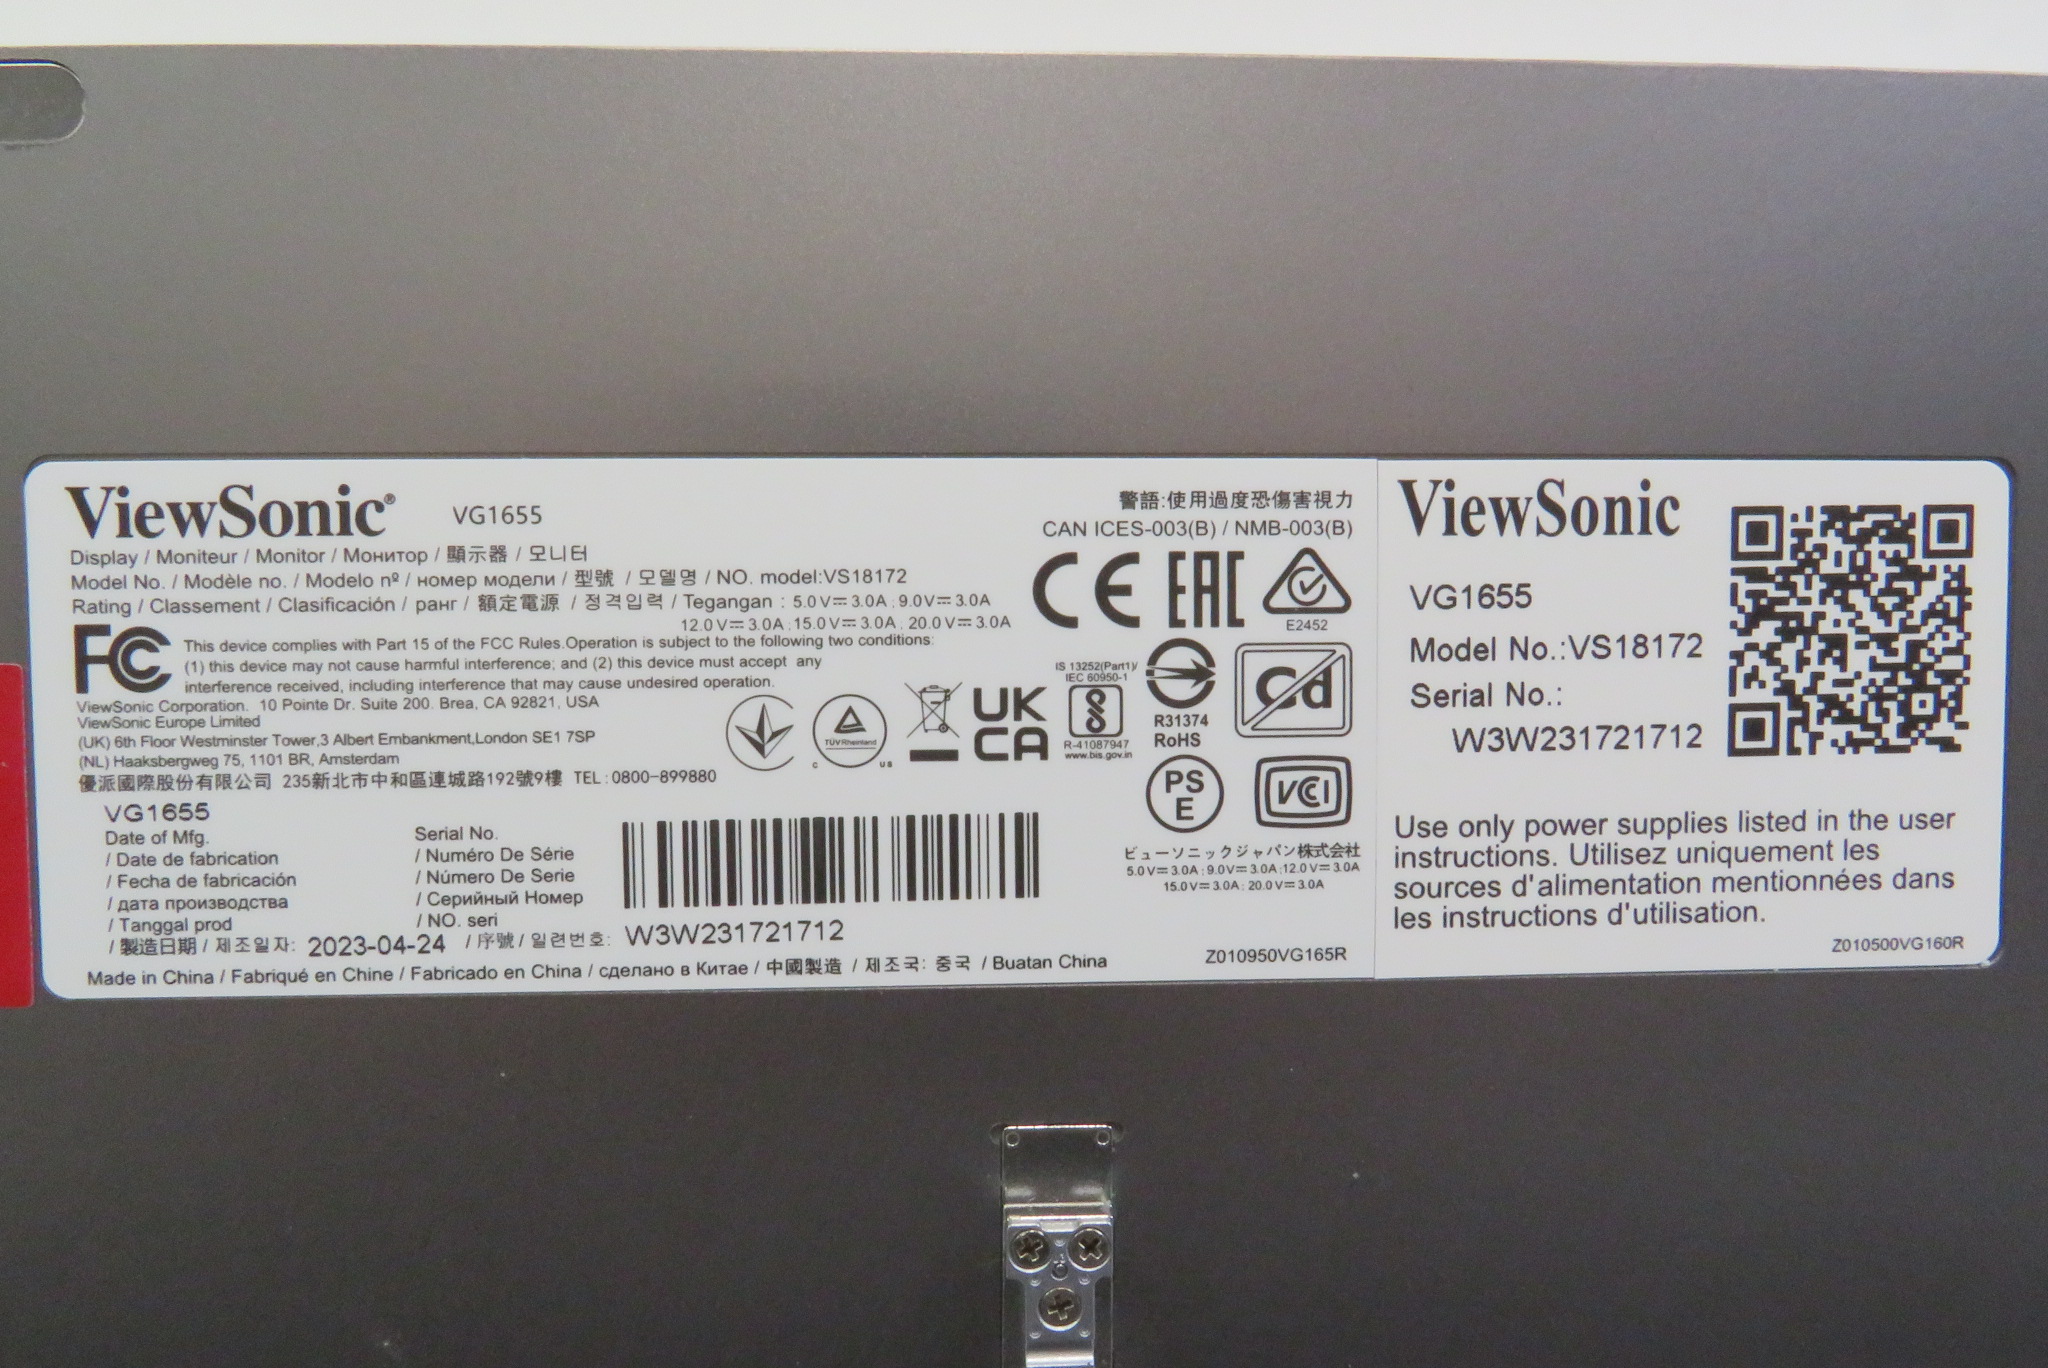 ViewSonic® VG1655
Display / Moniteur / Monitor / Монитор / 顯示器 / 모니터
Model No. / Modèle no. / Modelo nº / номер модели / 型號 / 모델명 / NO. model:VS18172
Rating / Classement / Clasificación / ранг / 額定電源 / 정격입력 / Tegangan : 5.0V⎓3.0A ; 9.0V⎓3.0A
12.0V⎓3.0A ; 15.0V⎓3.0A ; 20.0V⎓3.0A
FC
This device complies with Part 15 of the FCC Rules.Operation is subject to the following two conditions:
(1) this device may not cause harmful interference; and (2) this device must accept any
interference received, including interference that may cause undesired operation.
ViewSonic Corporation. 10 Pointe Dr. Suite 200. Brea, CA 92821, USA
ViewSonic Europe Limited
(UK) 6th Floor Westminster Tower,3 Albert Embankment,London SE1 7SP
(NL) Haaksbergweg 75, 1101 BR, Amsterdam
優派國際股份有限公司 235新北市中和區連城路192號9樓 TEL:0800-899880
警語:使用過度恐傷害視力
CAN ICES-003(B) / NMB-003(B)
CE EAC
E2452
TÜVRheinland
C US
UK
CA
IS 13252(Part1)/
IEC 60950-1
R-41087947
www.bis.gov.in
R31374
RoHS
Cd
PS
E
VCCI
ビューソニックジャパン株式会社
5.0V⎓3.0A ; 9.0V⎓3.0A ; 12.0V⎓3.0A
15.0V⎓3.0A ; 20.0V⎓3.0A
VG1655
Date of Mfg.
/ Date de fabrication
/ Fecha de fabricación
/ дата производства
/ Tanggal prod
/ 製造日期 / 제조일자: 2023-04-24
Serial No.
/ Numéro De Série
/ Número De Serie
/ Серийный Номер
/ NO. seri
/ 序號 / 일련번호: W3W231721712
Made in China / Fabriqué en Chine / Fabricado en China / сделано в Китае / 中國製造 / 제조국: 중국 / Buatan China
Z010950VG165R
ViewSonic
VG1655
Model No.:VS18172
Serial No.:
W3W231721712
Use only power supplies listed in the user
instructions. Utilisez uniquement les
sources d'alimentation mentionnées dans
les instructions d'utilisation.
Z010500VG160R